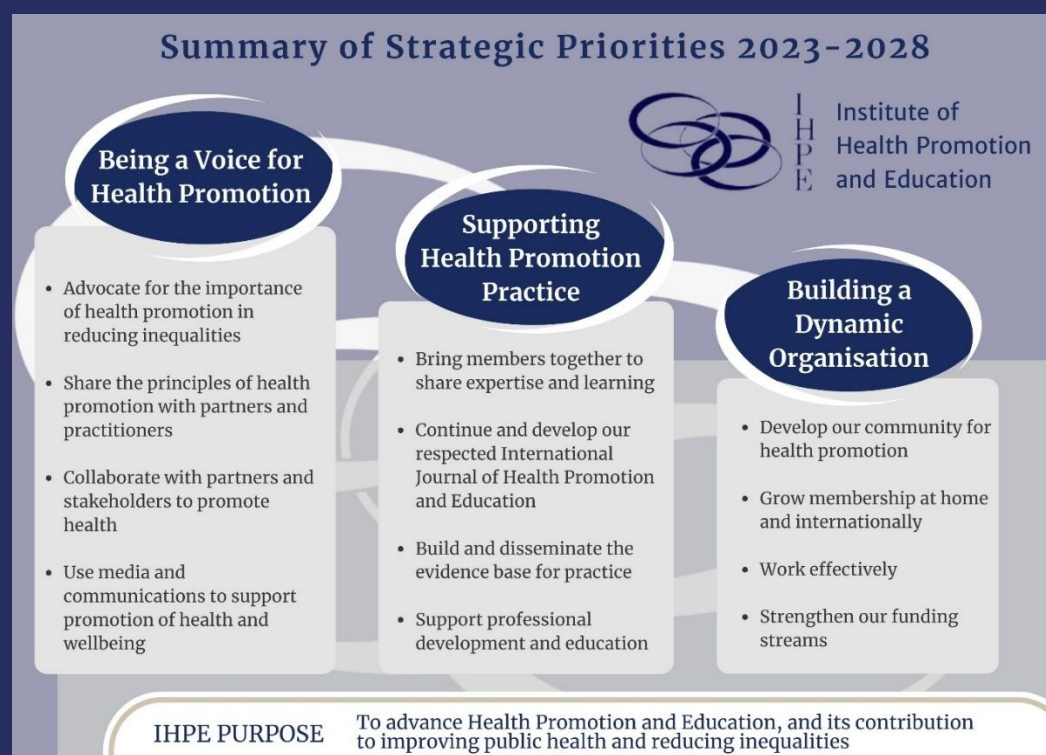 Summary of Strategic Priorities 2023-2028
IHPE
Institute of
Health Promotion
and Education
Being a Voice for
Health Promotion
• Advocate for the importance
of health promotion in
reducing inequalities
• Share the principles of health
promotion with partners and
practitioners
• Collaborate with partners and
stakeholders to promote
health
• Use media and
communications to support
promotion of health and
wellbeing
Supporting
Health Promotion
Practice
• Bring members together to
share expertise and learning
• Continue and develop our
respected International
Journal of Health Promotion
and Education
• Build and disseminate the
evidence base for practice
• Support professional
development and education
Building a
Dynamic
Organisation
• Develop our community for
health promotion
• Grow membership at home
and internationally
• Work effectively
• Strengthen our funding
streams
IHPE PURPOSE
To advance Health Promotion and Education, and its contribution
to improving public health and reducing inequalities